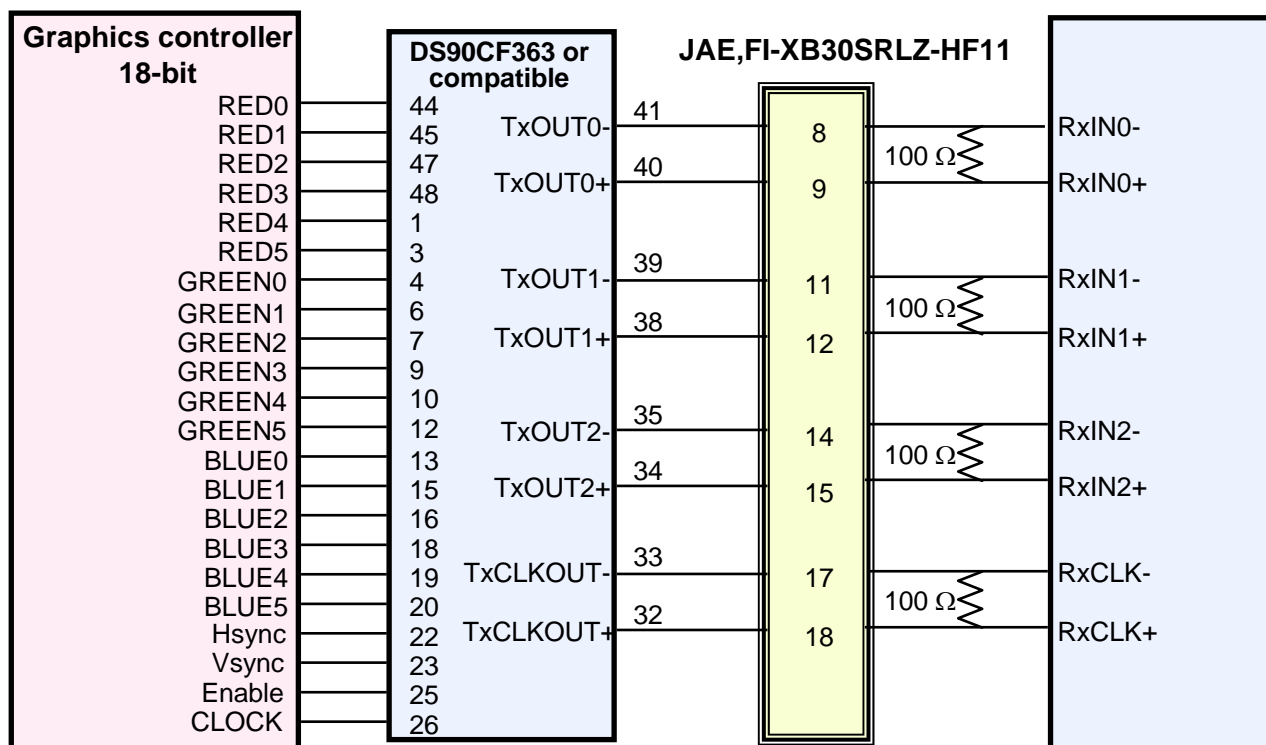 Graphics controller
18-bit
RED0
RED1
RED2
RED3
RED4
RED5
GREEN0
GREEN1
GREEN2
GREEN3
GREEN4
GREEN5
BLUE0
BLUE1
BLUE2
BLUE3
BLUE4
BLUE5
Hsync
Vsync
Enable
CLOCK
DS90CF363 or
compatible
44
45
47
48
1
3
4
6
7
9
10
12
13
15
16
18
19
20
22
23
25
26
TxOUT0-
TxOUT0+
TxOUT1-
TxOUT1+
TxOUT2-
TxOUT2+
TxCLKOUT-
TxCLKOUT+
41
40
39
38
35
34
33
32
JAE,FI-XB30SRLZ-HF11
8
9
11
12
14
15
17
18
100 Ω
100 Ω
100 Ω
100 Ω
RxIN0-
RxIN0+
RxIN1-
RxIN1+
RxIN2-
RxIN2+
RxCLK-
RxCLK+